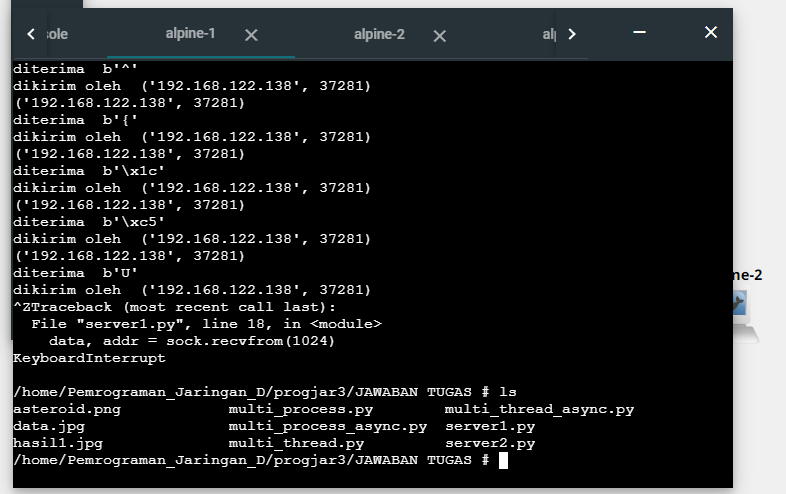 sole alpine-1 alpine-2
diterima  b'^'
dikirim oleh  ('192.168.122.138', 37281)
('192.168.122.138', 37281)
diterima  b'{'
dikirim oleh  ('192.168.122.138', 37281)
('192.168.122.138', 37281)
diterima  b'\x1c'
dikirim oleh  ('192.168.122.138', 37281)
('192.168.122.138', 37281)
diterima  b'\xc5'
dikirim oleh  ('192.168.122.138', 37281)
('192.168.122.138', 37281)
diterima  b'U'
dikirim oleh  ('192.168.122.138', 37281)
^ZTraceback (most recent call last):
  File "server1.py", line 18, in <module>
    data, addr = sock.recvfrom(1024)
KeyboardInterrupt
/home/Pemrograman_Jaringan_D/progjar3/JAWABAN TUGAS # ls
asteroid.png            multi_process.py        multi_thread_async.py
data.jpg                multi_process_async.py  server1.py
hasil1.jpg              multi_thread.py         server2.py
/home/Pemrograman_Jaringan_D/progjar3/JAWABAN TUGAS #
ne-2